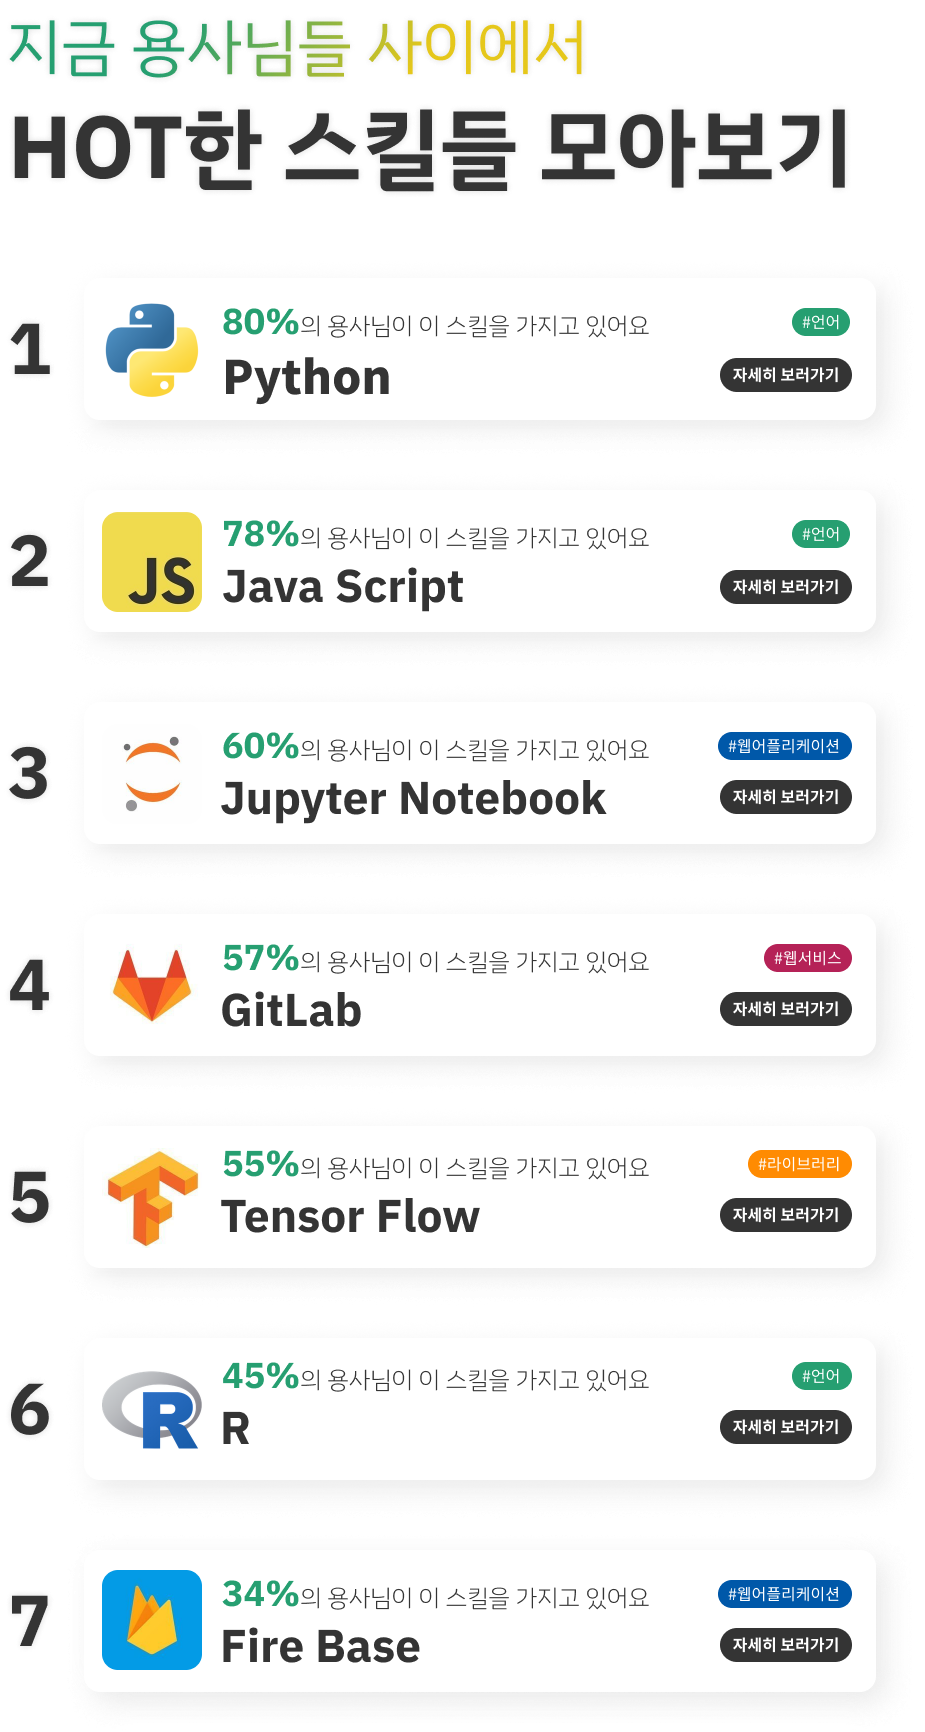 지금 용사님들 사이에서
HOT한 스킬들 모아보기
1
80%의 용사님이 이 스킬을 가지고 있어요
#언어
Python
자세히 보러가기
2
JS
78%의 용사님이 이 스킬을 가지고 있어요
#언어
Java Script
자세히 보러가기
3
60%의 용사님이 이 스킬을 가지고 있어요
#웹어플리케이션
Jupyter Notebook
자세히 보러가기
4
57%의 용사님이 이 스킬을 가지고 있어요
#웹서비스
GitLab
자세히 보러가기
5
55%의 용사님이 이 스킬을 가지고 있어요
#라이브러리
Tensor Flow
자세히 보러가기
6
R
45%의 용사님이 이 스킬을 가지고 있어요
#언어
R
자세히 보러가기
7
34%의 용사님이 이 스킬을 가지고 있어요
#웹어플리케이션
Fire Base
자세히 보러가기